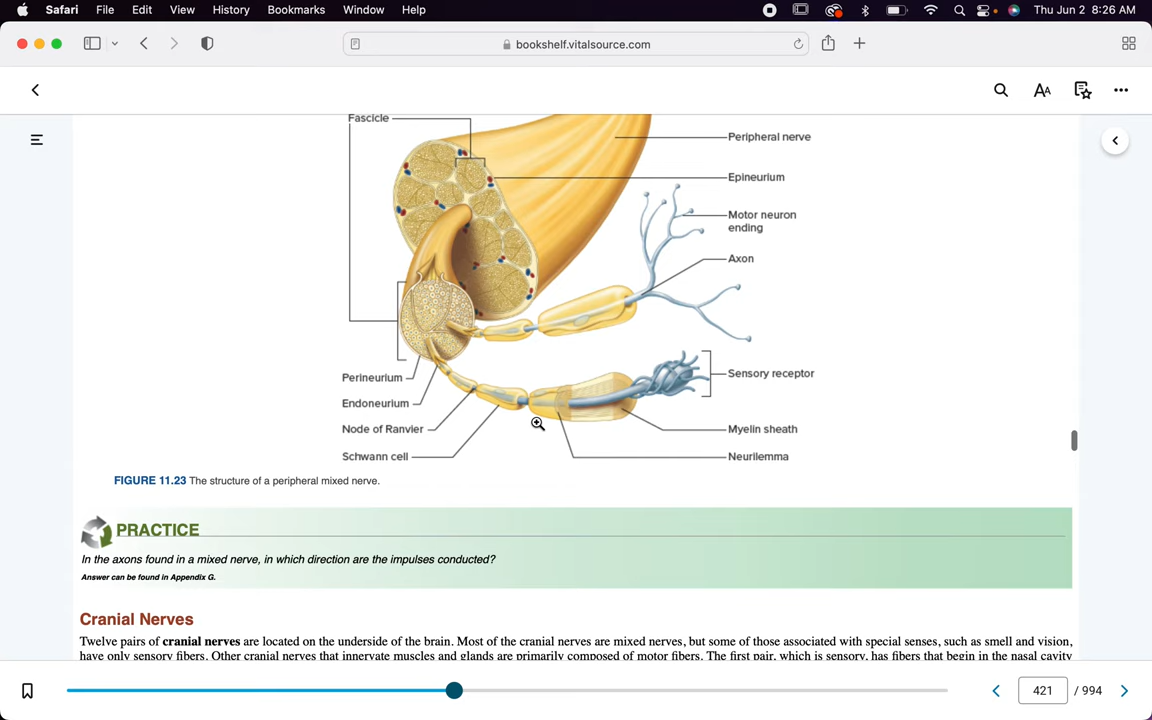 Safari File Edit View History Bookmarks Window Help Thu Jun 2 8:26 AM
bookshelf.vitalsource.com
AA
Fascicle
Peripheral nerve
Epineurium
Motor neuron
ending
Axon
Sensory receptor
Perineurium
Endoneurium
Node of Ranvier
Myelin sheath
Schwann cell
Neurilemma
FIGURE 11.23 The structure of a peripheral mixed nerve.
PRACTICE
In the axons found in a mixed nerve, in which direction are the impulses conducted?
Answer can be found in Appendix G.
Cranial Nerves
Twelve pairs of cranial nerves are located on the underside of the brain. Most of the cranial nerves are mixed nerves, but some of those associated with special senses, such as smell and vision,
have only sensory fibers. Other cranial nerves that innervate muscles and glands are primarily composed of motor fibers. The first pair, which is sensory, has fibers that begin in the nasal cavity
421 / 994